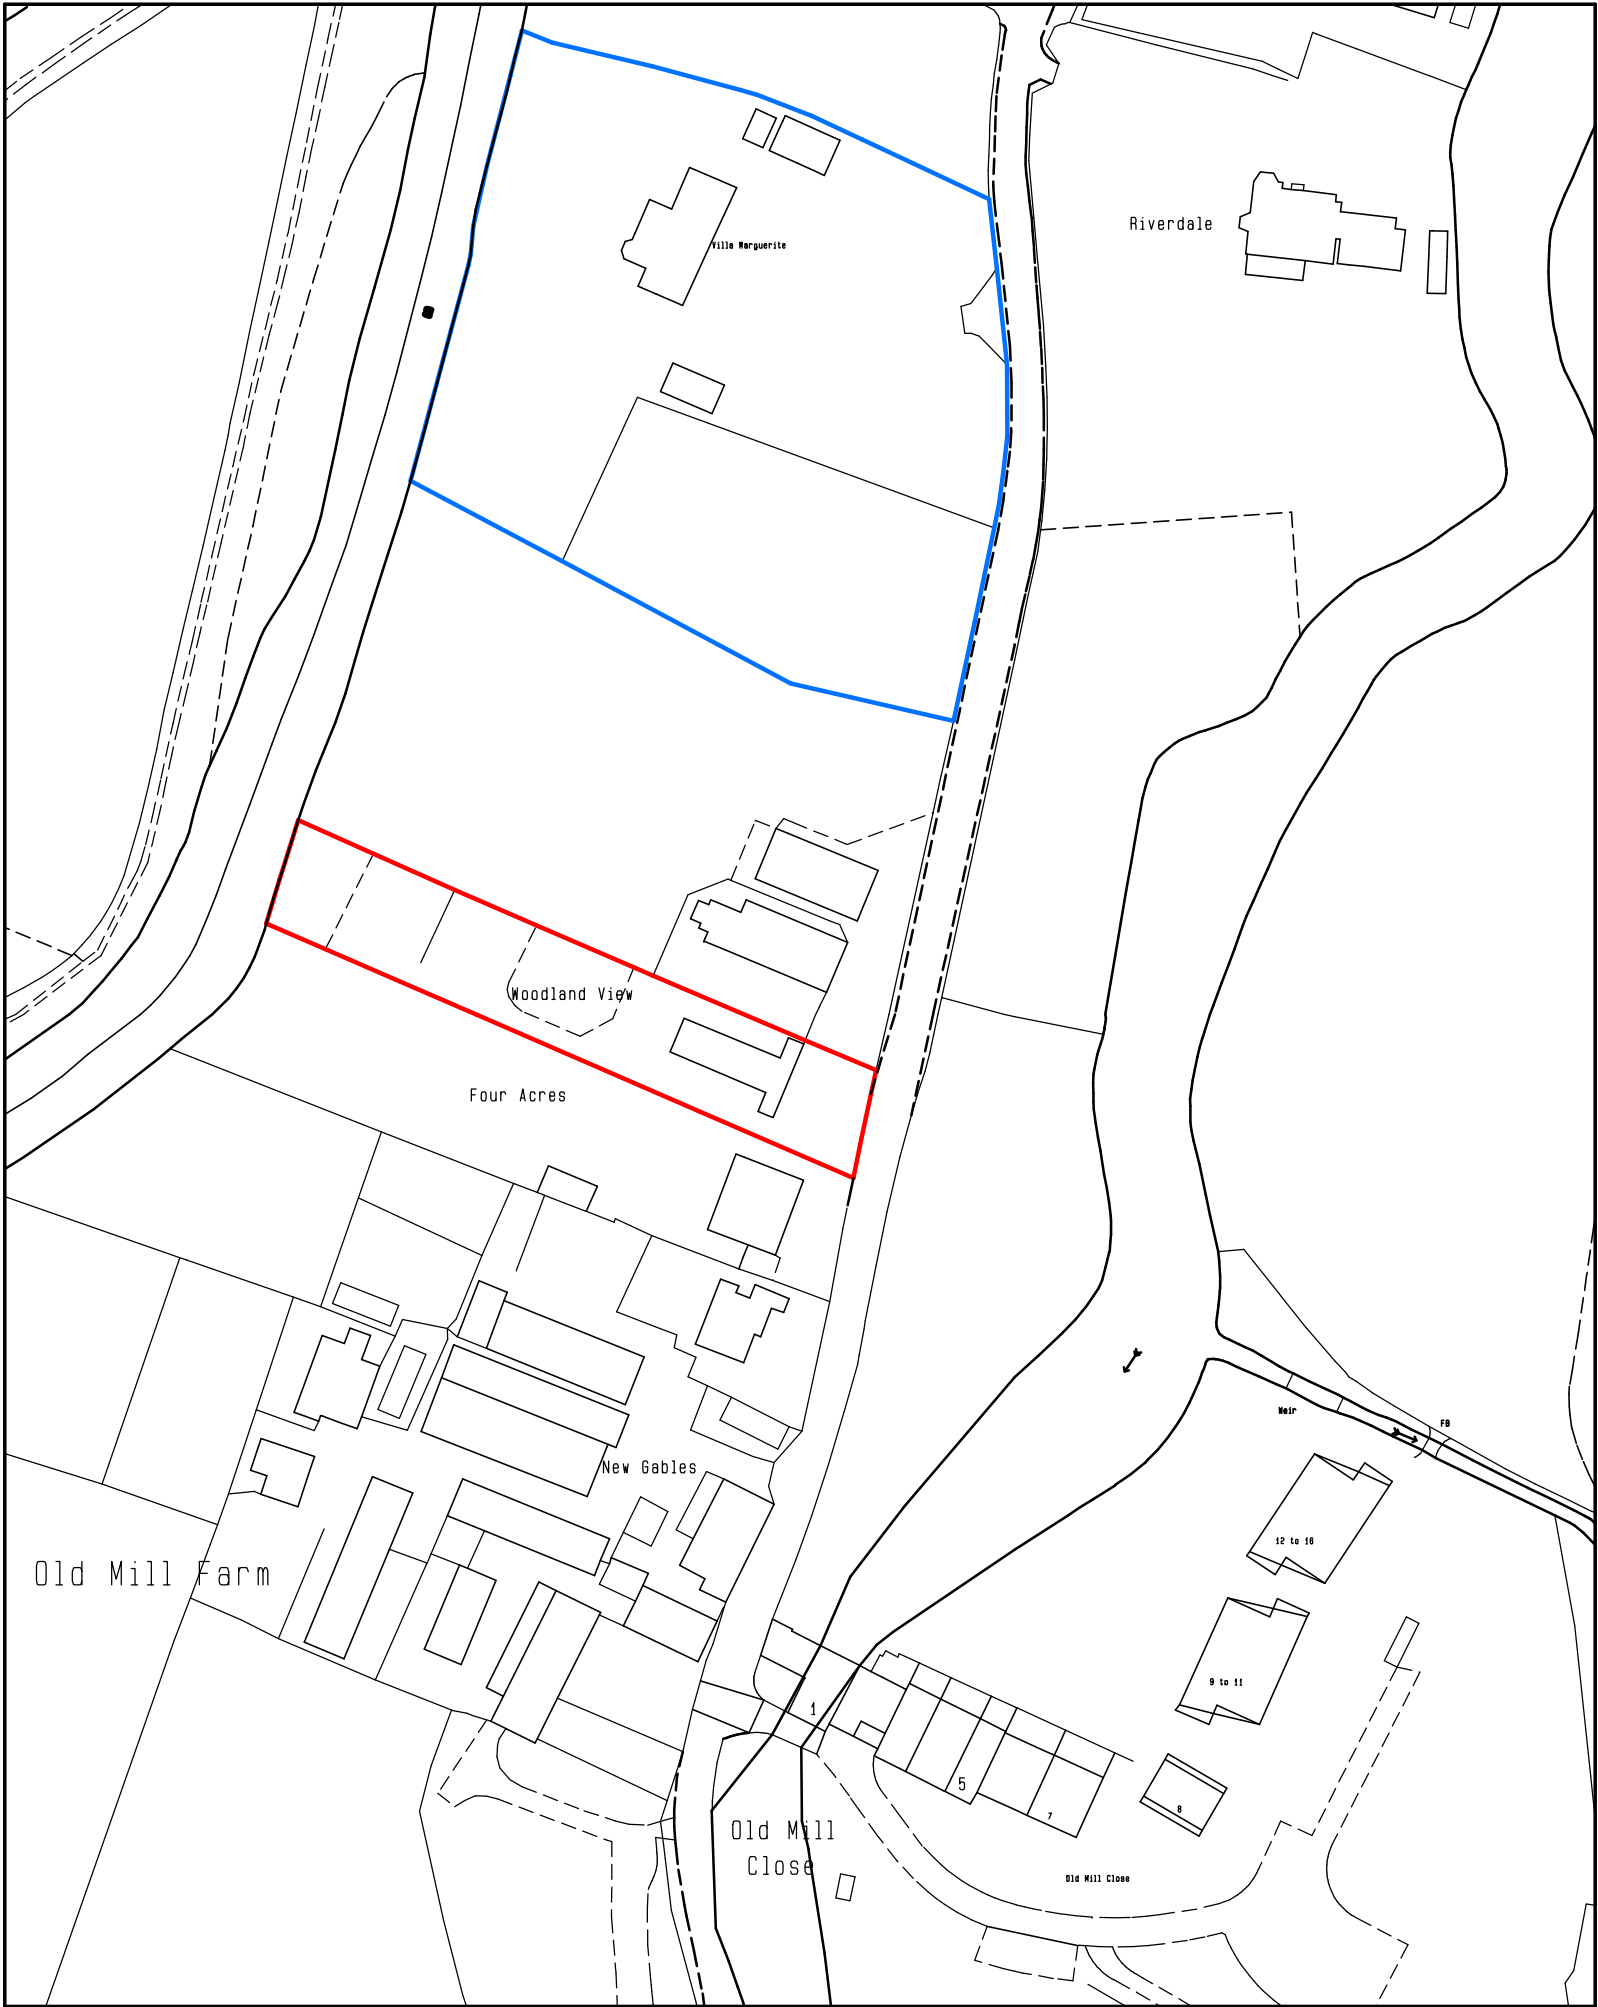 Riverdale
Villa Marguerite
Woodland View
Four Acres
Weir
FB
New Gables
12 to 16
Old Mill Farm
9 to 11
1
5
7
8
Old Mill
Close
Old Mill Close